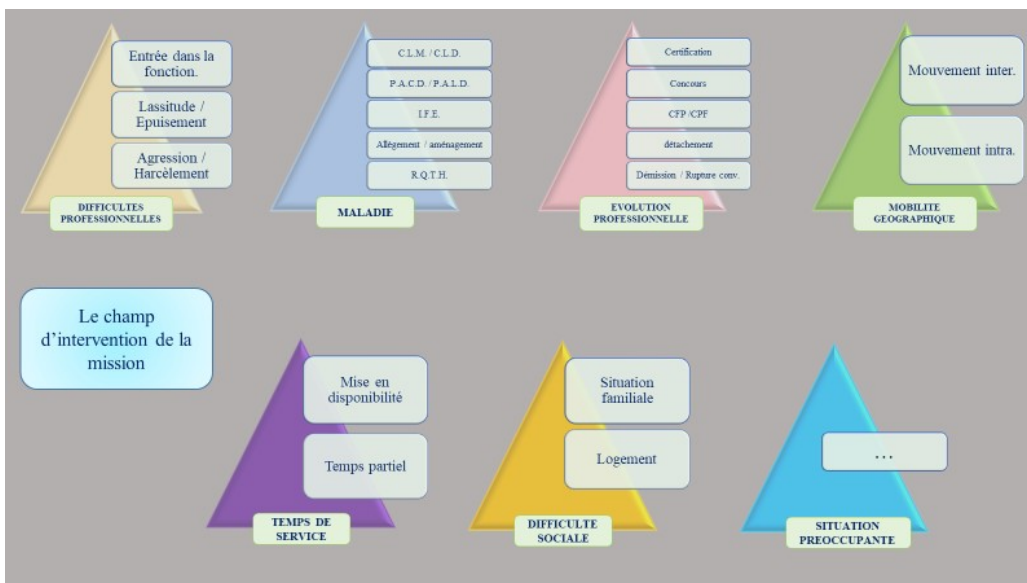 Entrée dans la
fonction.
Lassitude /
Epuisement
Agression /
Harcèlement
DIFFICULTES
PROFESSIONNELLES
C.L.M. / C.L.D.
P.A.C.D. / P.A.L.D.
I.F.E.
Allègement / aménagement
R.Q.T.H.
MALADIE
Certification
Concours
CFP /CPF
détachement
Démission / Rupture conv.
EVOLUTION
PROFESSIONNELLE
Mouvement inter.
Mouvement intra.
MOBILITE
GEOGRAPHIQUE
Le champ
d’intervention de la
mission
Mise en
disponibilité
Temps partiel
TEMPS DE
SERVICE
Situation
familiale
Logement
DIFFICULTE
SOCIALE
…
SITUATION
PREOCCUPANTE